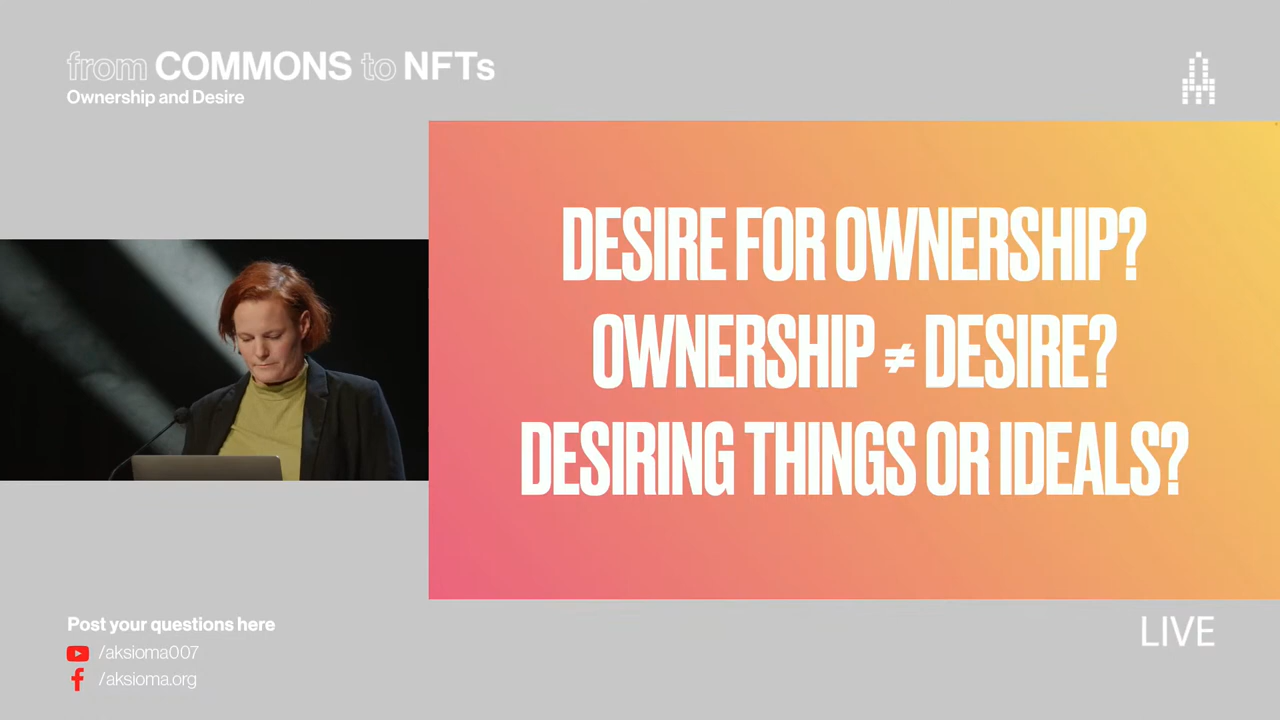 from COMMONS to NFTs
Ownership and Desire
DESIRE FOR OWNERSHIP?
OWNERSHIP ≠ DESIRE?
DESIRING THINGS OR IDEALS?
Post your questions here
/aksioma007
/aksioma.org
LIVE